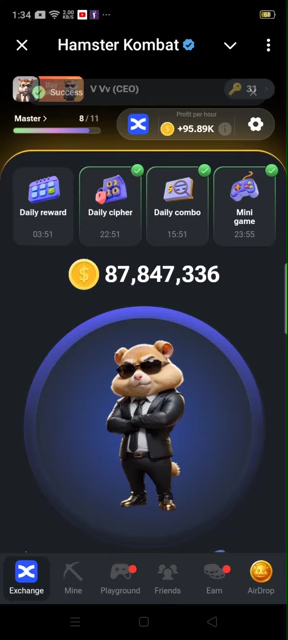 1:34
Hamster Kombat
Success
V Vv (CEO)
Master >
8 / 11
Profit per hour
+95.89K
Daily reward
03:51
Daily cipher
22:51
Daily combo
15:51
Mini game
23:55
87,847,336
Exchange
Mine
Playground
Friends
Earn
AirDrop